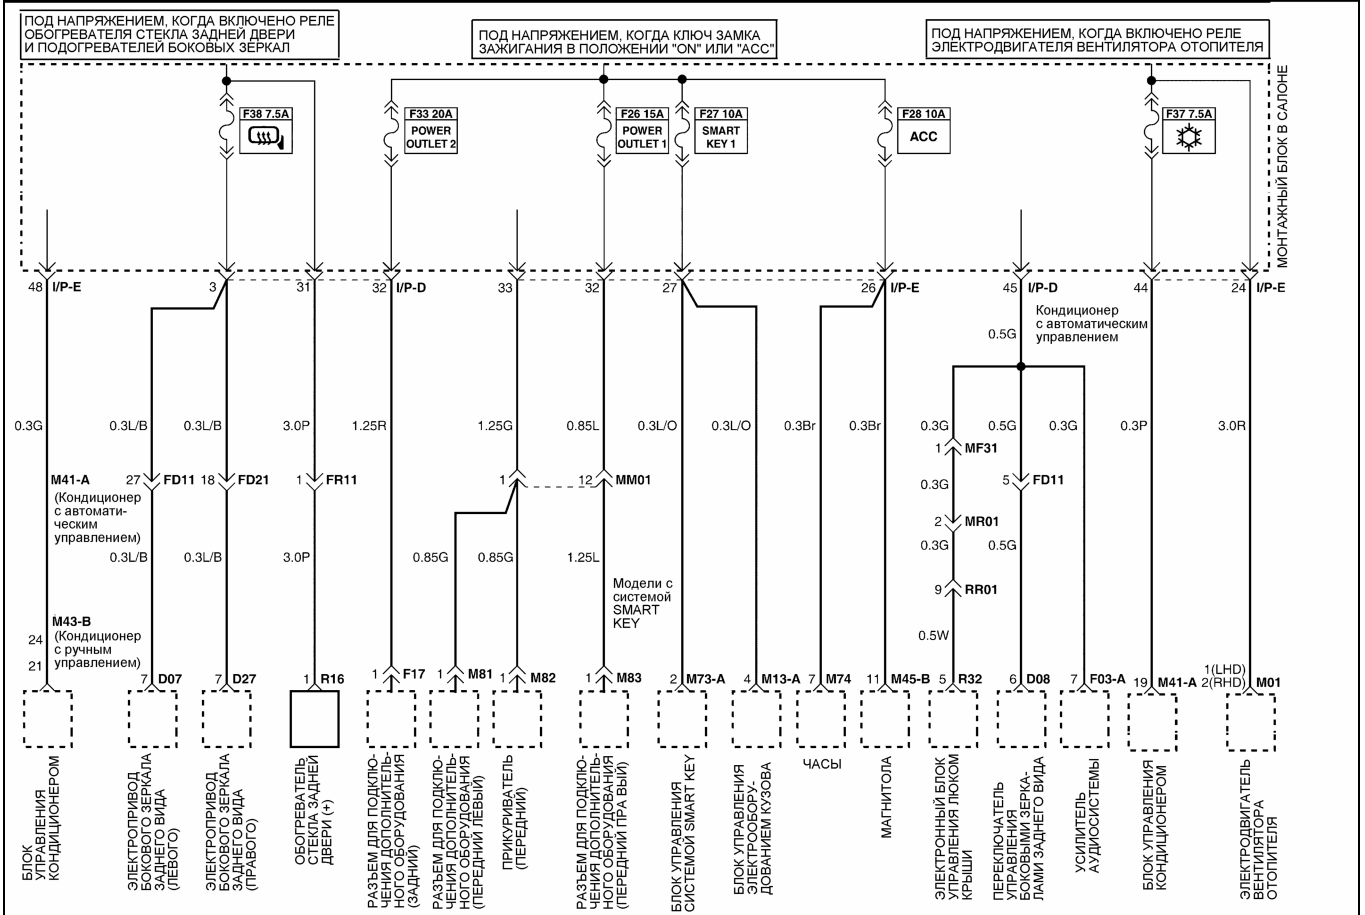 ПОД НАПРЯЖЕНИЕМ, КОГДА ВКЛЮЧЕНО РЕЛЕ
ОБОГРЕВАТЕЛЯ СТЕКЛА ЗАДНЕЙ ДВЕРИ
И ПОДОГРЕВАТЕЛЕЙ БОКОВЫХ ЗЕРКАЛ
ПОД НАПРЯЖЕНИЕМ, КОГДА КЛЮЧ ЗАМКА
ЗАЖИГАНИЯ В ПОЛОЖЕНИИ "ON" ИЛИ "ACC"
ПОД НАПРЯЖЕНИЕМ, КОГДА ВКЛЮЧЕНО РЕЛЕ
ЭЛЕКТРОДВИГАТЕЛЯ ВЕНТИЛЯТОРА ОТОПИТЕЛЯ
МОНТАЖНЫЙ БЛОК В САЛОНЕ
F38 7.5A
F33 20A
POWER
OUTLET 2
F26 15A
POWER
OUTLET 1
F27 10A
SMART
KEY 1
F28 10A
ACC
F37 7.5A
48 I/P-E 3 31 32 I/P-D 33 32 27 26 I/P-E 45 I/P-D 44 24 I/P-E
Кондиционер
с автоматическим
управлением
0.5G
0.3G 0.3L/B 0.3L/B 3.0P 1.25R 1.25G 0.85L 0.3L/O 0.3L/O 0.3Br 0.3Br 0.3G 0.5G 0.3G 0.3P 3.0R
1 MF31
M41-A 27 FD11 18 FD21 1 FR11 1 12 MM01 0.3G 5 FD11
(Кондиционер
с автомати-
ческим
управлением)
2 MR01
0.3L/B 0.3L/B 3.0P 0.85G 0.85G 1.25L 0.3G 0.5G
Модели с
системой
SMART
KEY
9 RR01
M43-B
(Кондиционер
с ручным
управлением)
24
21
0.5W
7 D07 7 D27 1 R16 1 F17 1 M81 1 M82 1 M83 2 M73-A 4 M13-A 7 M74 11 M45-B 5 R32 6 D08 7 F03-A 19 M41-A
1(LHD)
2(RHD) M01
БЛОК
УПРАВЛЕНИЯ
КОНДИЦИОНЕРОМ
ЭЛЕКТРОПРИВОД
БОКОВОГО ЗЕРКАЛА
ЗАДНЕГО ВИДА
(ЛЕВОГО)
ЭЛЕКТРОПРИВОД
БОКОВОГО ЗЕРКАЛА
ЗАДНЕГО ВИДА
(ПРАВОГО)
ОБОГРЕВАТЕЛЬ
СТЕКЛА ЗАДНЕЙ
ДВЕРИ (+)
РАЗЪЕМ ДЛЯ ПОДКЛЮ-
ЧЕНИЯ ДОПОЛНИТЕЛЬ-
НОГО ОБОРУДОВАНИЯ
(ЗАДНИЙ)
РАЗЪЕМ ДЛЯ ПОДКЛЮ-
ЧЕНИЯ ДОПОЛНИТЕЛЬ-
НОГО ОБОРУДОВАНИЯ
(ПЕРЕДНИЙ ЛЕВЫЙ)
ПРИКУРИВАТЕЛЬ
(ПЕРЕДНИЙ)
РАЗЪЕМ ДЛЯ ПОДКЛЮ-
ЧЕНИЯ ДОПОЛНИТЕЛЬ-
НОГО ОБОРУДОВАНИЯ
(ПЕРЕДНИЙ ПРА ВЫЙ)
БЛОК УПРАВЛЕНИЯ
СИСТЕМОЙ SMART KEY
БЛОК УПРАВЛЕНИЯ
ЭЛЕКТРООБОРУ-
ДОВАНИЕМ КУЗОВА
ЧАСЫ
МАГНИТОЛА
ЭЛЕКТРОННЫЙ БЛОК
УПРАВЛЕНИЯ ЛЮКОМ
КРЫШИ
ПЕРЕКЛЮЧАТЕЛЬ
УПРАВЛЕНИЯ
БОКОВЫМИ ЗЕРКА-
ЛАМИ ЗАДНЕГО ВИДА
УСИЛИТЕЛЬ
АУДИОСИСТЕМЫ
БЛОК УПРАВЛЕНИЯ
КОНДИЦИОНЕРОМ
ЭЛЕКТРОДВИГАТЕЛЬ
ВЕНТИЛЯТОРА
ОТОПИТЕЛЯ